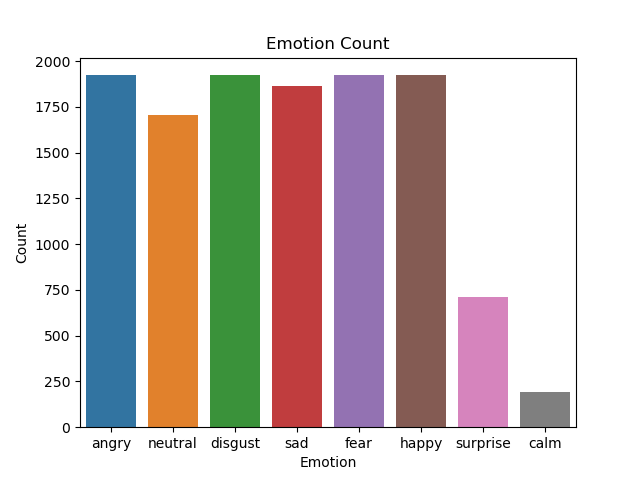 Emotion Count
2000
1750
1500
1250
1000
750
500
250
0
Count
angry neutral disgust sad fear happy surprise calm
Emotion